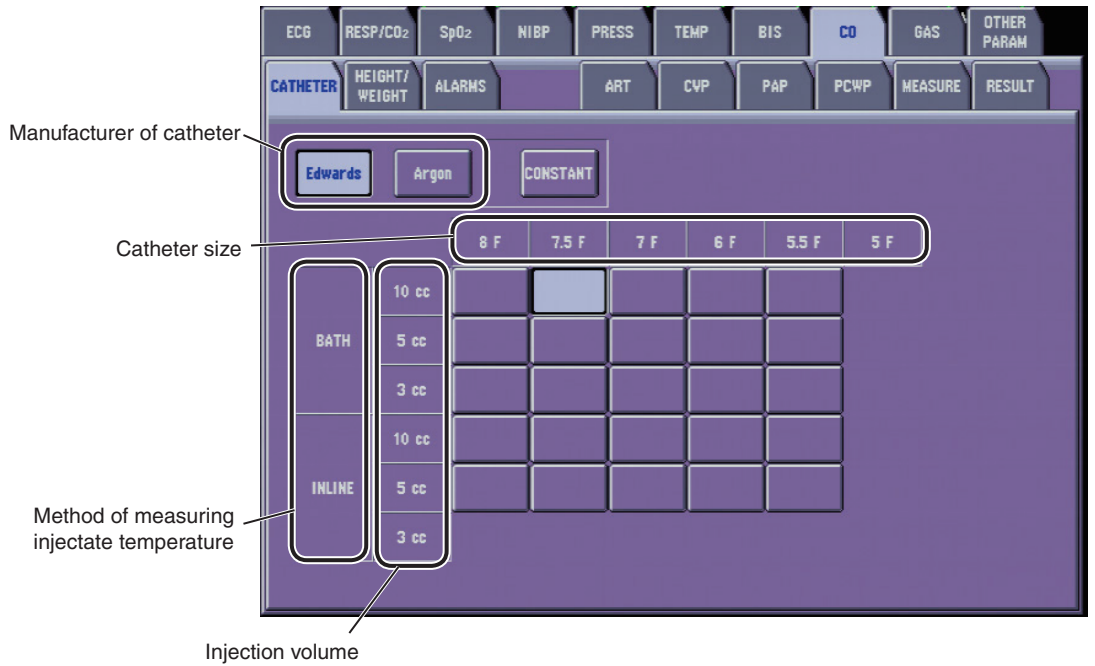 ECG RESP/CO2 SpO2 NIBP PRESS TEMP BIS CO GAS OTHER
PARAM
CATHETER HEIGHT/
WEIGHT ALARMS ART CVP PAP PCWP MEASURE RESULT
Manufacturer of catheter
Edwards Argon CONSTANT
Catheter size
8 F 7.5 F 7 F 6 F 5.5 F 5 F
BATH
10 cc
5 cc
3 cc
INLINE
10 cc
5 cc
3 cc
Method of measuring
injectate temperature
Injection volume